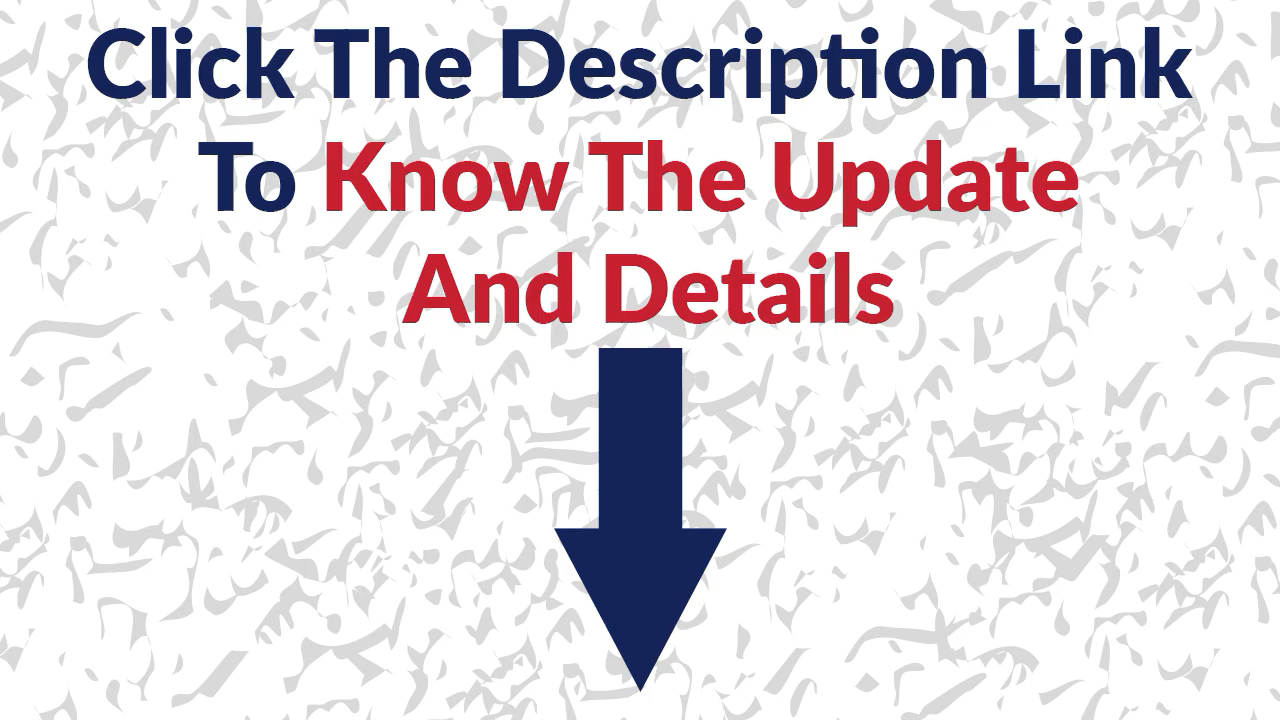 Click The Description Link
To Know The Update
And Details